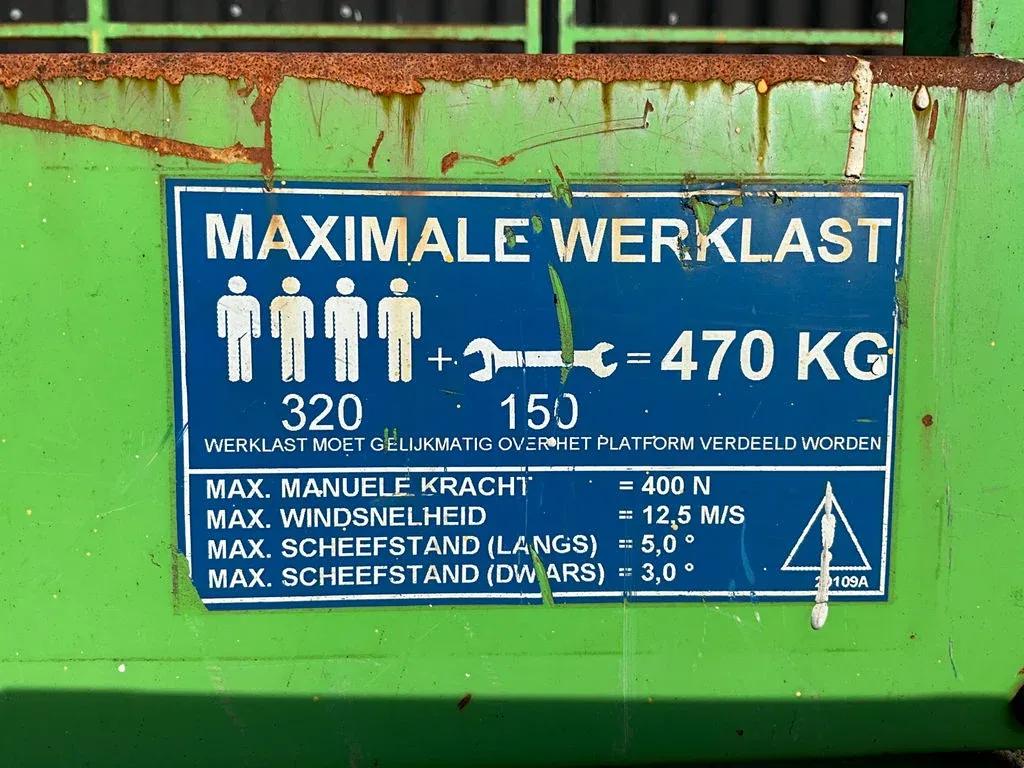 MAXIMALE WERKLAST
+ = 470 KG
320 150
WERKLAST MOET GELIJKMATIG OVER HET PLATFORM VERDEELD WORDEN
MAX. MANUELE KRACHT = 400 N
MAX. WINDSNELHEID = 12,5 M/S
MAX. SCHEEFSTAND (LANGS) = 5,0 °
MAX. SCHEEFSTAND (DWARS) = 3,0 °
20109A